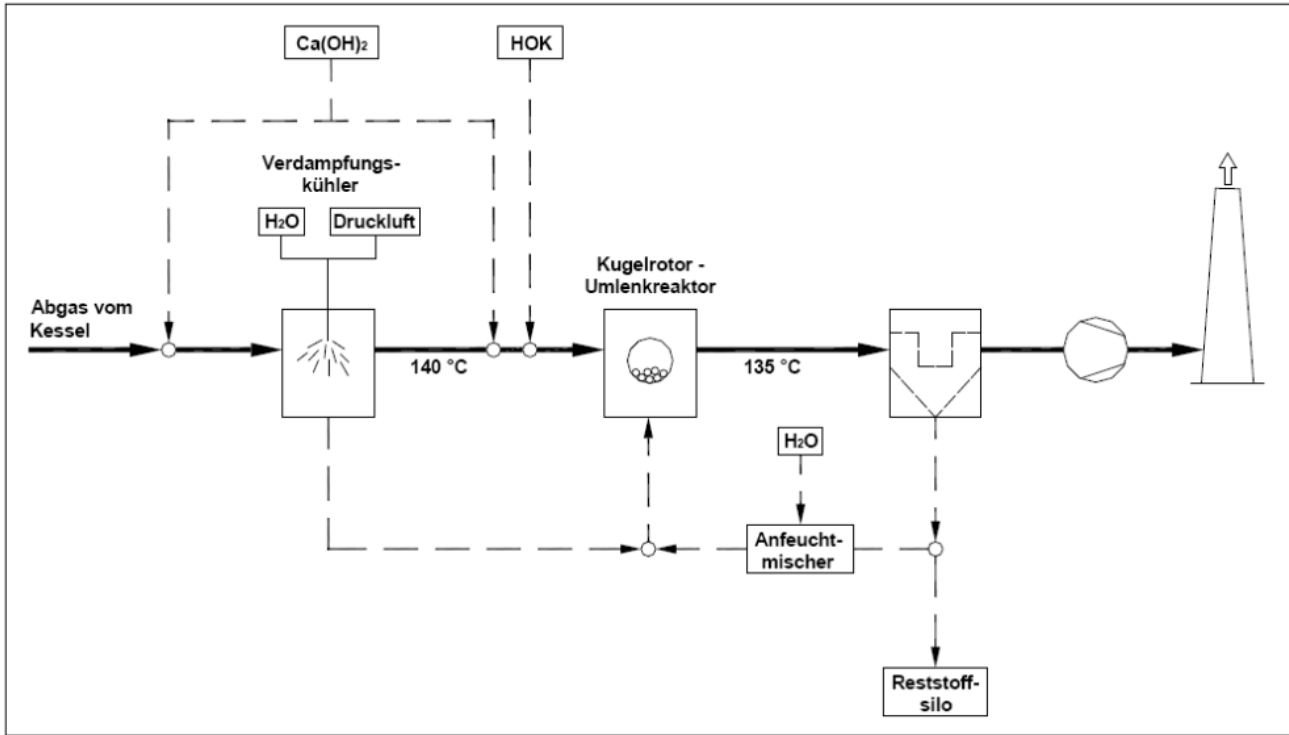 Ca(OH)₂
HOK
Verdampfungs-
kühler
H₂O
Druckluft
Kugelrotor -
Umlenkreaktor
Abgas vom
Kessel
140 °C
135 °C
H₂O
Anfeucht-
mischer
Reststoff-
silo